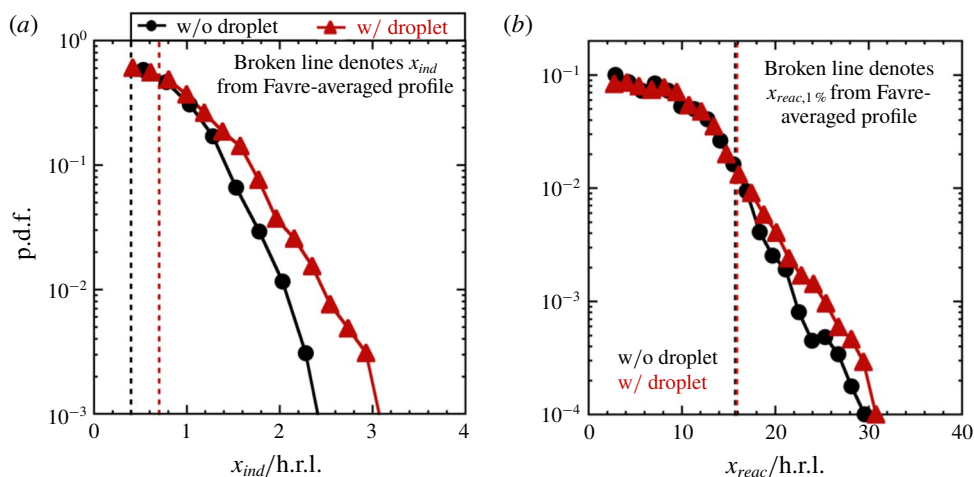 (a)
w/o droplet w/ droplet
Broken line denotes x_ind
from Favre-averaged profile
p.d.f.
10^0
10^−1
10^−2
10^−3
0 1 2 3 4
x_ind/h.r.l.
(b)
Broken line denotes
x_reac,1 % from Favre-
averaged profile
w/o droplet
w/ droplet
10^−1
10^−2
10^−3
10^−4
0 10 20 30 40
x_reac/h.r.l.